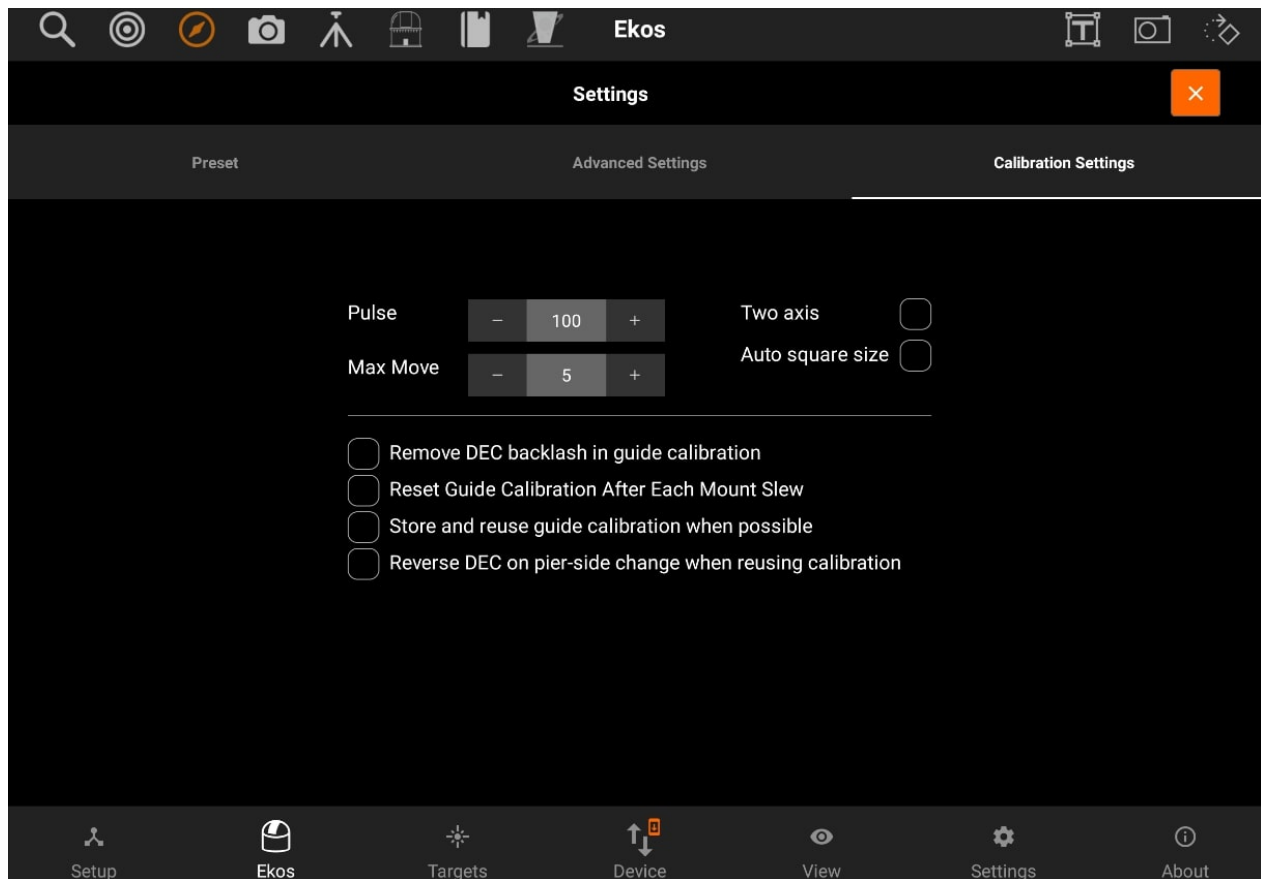 Ekos
Settings
Preset
Advanced Settings
Calibration Settings
Pulse
− 100 +
Two axis
Max Move
− 5 +
Auto square size
Remove DEC backlash in guide calibration
Reset Guide Calibration After Each Mount Slew
Store and reuse guide calibration when possible
Reverse DEC on pier-side change when reusing calibration
Setup
Ekos
Targets
Device
View
Settings
About